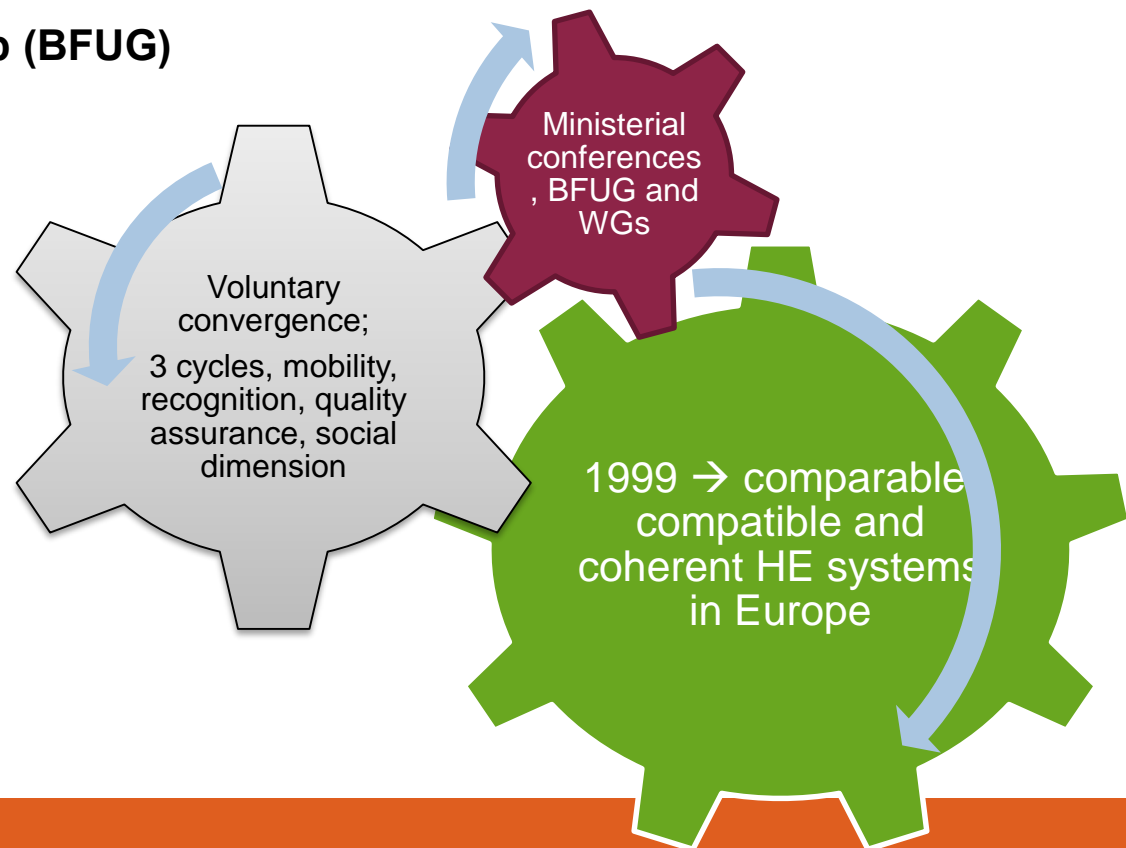 (BFUG)
Ministerial
conferences
, BFUG and
WGs
Voluntary
convergence;
3 cycles, mobility,
recognition, quality
assurance, social
dimension
1999 → comparable
compatible and
coherent HE systems
in Europe